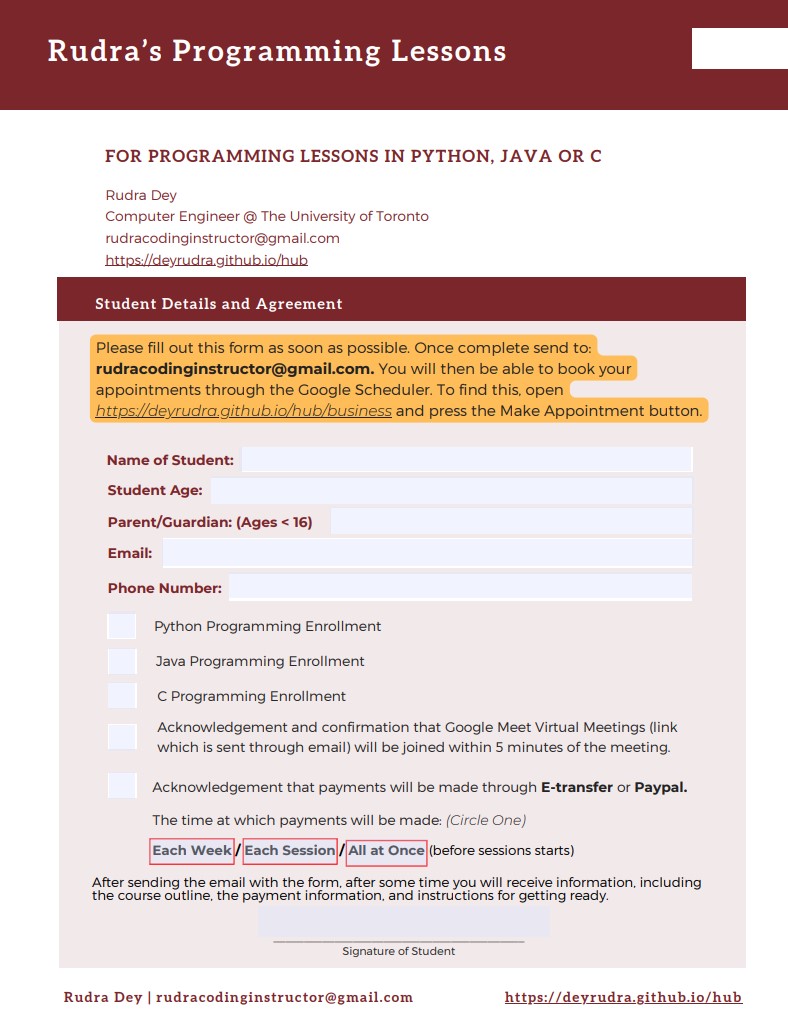 Rudra's Programming Lessons
FOR PROGRAMMING LESSONS IN PYTHON, JAVA OR C
Rudra Dey
Computer Engineer @ The University of Toronto
rudracodinginstructor@gmail.com
https://deyrudra.github.io/hub
Student Details and Agreement
Please fill out this form as soon as possible. Once complete send to:
rudracodinginstructor@gmail.com. You will then be able to book your
appointments through the Google Scheduler. To find this, open
https://deyrudra.github.io/hub/business and press the Make Appointment button.
Name of Student:
Student Age:
Parent/Guardian: (Ages < 16)
Email:
Phone Number:
Python Programming Enrollment
Java Programming Enrollment
C Programming Enrollment
Acknowledgement and confirmation that Google Meet Virtual Meetings (link
which is sent through email) will be joined within 5 minutes of the meeting.
Acknowledgement that payments will be made through E-transfer or Paypal.
The time at which payments will be made: (Circle One)
Each Week / Each Session / All at Once (before sessions starts)
After sending the email with the form, after some time you will receive information, including
the course outline, the payment information, and instructions for getting ready.
Signature of Student
Rudra Dey | rudracodinginstructor@gmail.com https://deyrudra.github.io/hub